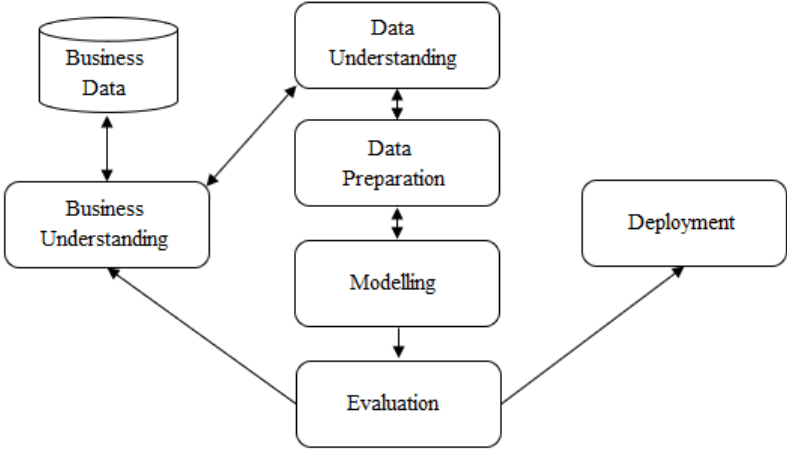 Business
Data
Data
Understanding
Data
Preparation
Business
Understanding
Deployment
Modelling
Evaluation